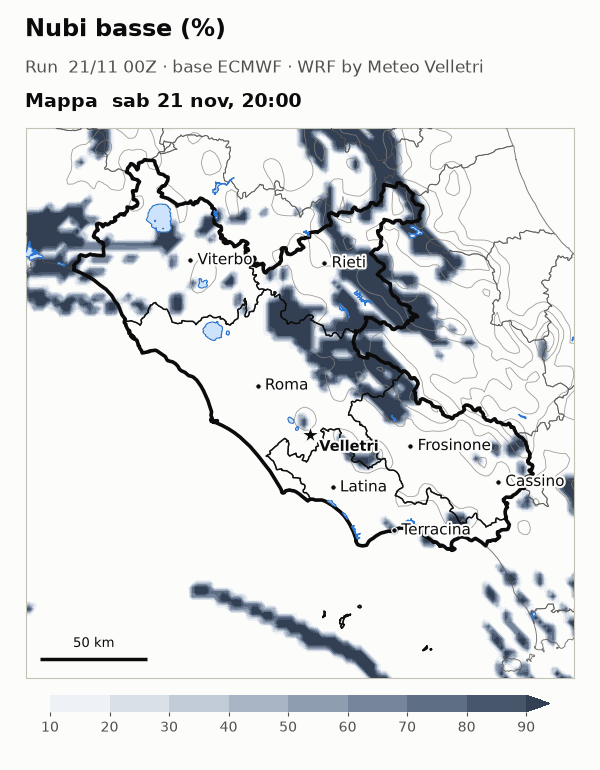 Nubi basse (%)
Run  21/11 00Z · base ECMWF · WRF by Meteo Velletri
Mappa  sab 21 nov, 20:00
Viterbo
Rieti
Roma
Velletri
Frosinone
Cassino
Latina
Terracina
50 km
10 20 30 40 50 60 70 80 90